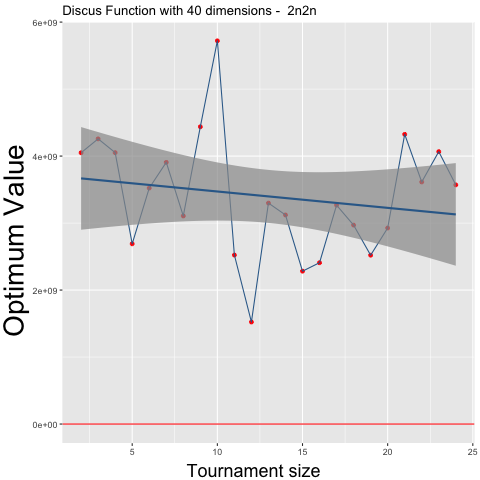 Discus Function with 40 dimensions -  2n2n
6e+09
4e+09
2e+09
0e+00
Optimum Value
5 10 15 20 25
Tournament size